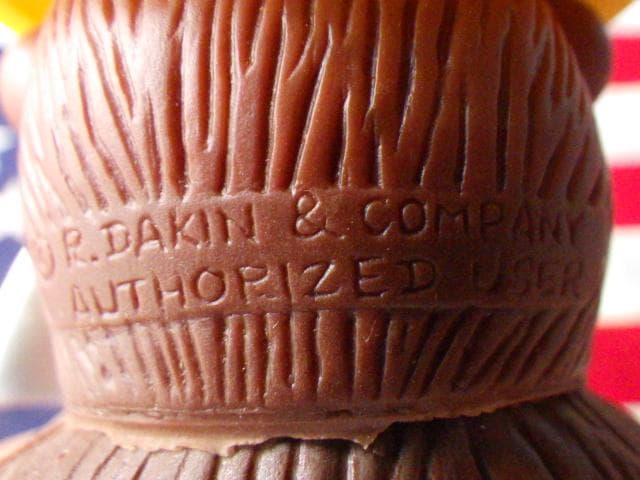 R. DAKIN & COMPANY
AUTHORIZED USER